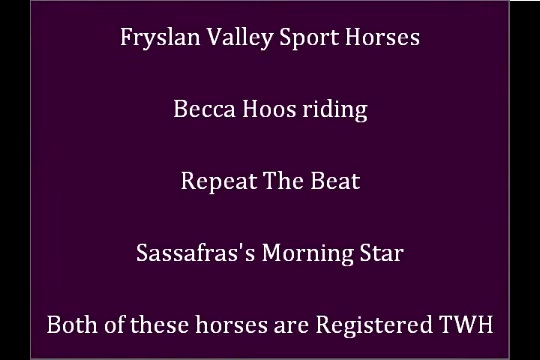 Fryslan Valley Sport Horses
Becca Hoos riding
Repeat The Beat
Sassafras's Morning Star
Both of these horses are Registered TWH